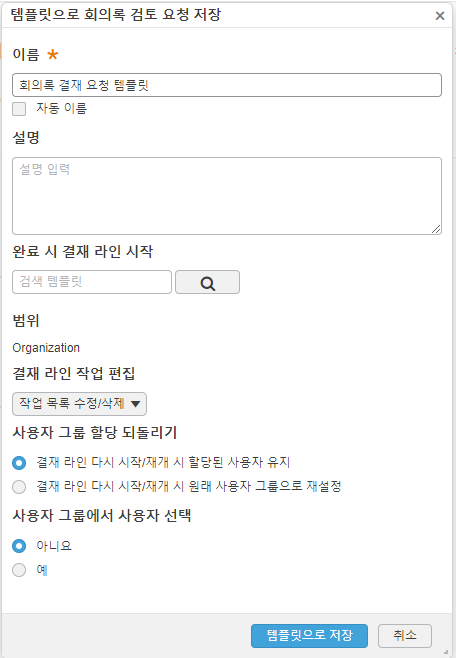 템플릿으로 회의록 검토 요청 저장
이름 *
회의록 결재 요청 템플릿
자동 이름
설명
설명 입력
완료 시 결재 라인 시작
검색 템플릿
범위
Organization
결재 라인 작업 편집
작업 목록 수정/삭제
사용자 그룹 할당 되돌리기
결재 라인 다시 시작/재개 시 할당된 사용자 유지
결재 라인 다시 시작/재개 시 원래 사용자 그룹으로 재설정
사용자 그룹에서 사용자 선택
아니요
예
템플릿으로 저장 취소